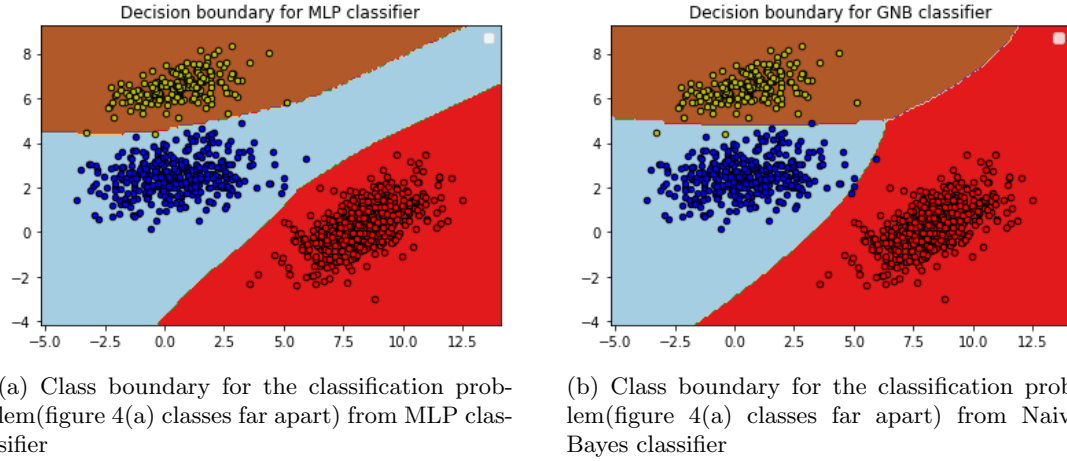 Decision boundary for MLP classifier
8
6
4
2
0
−2
−4
−5.0 −2.5 0.0 2.5 5.0 7.5 10.0 12.5
(a) Class boundary for the classification prob-
lem(figure 4(a) classes far apart) from MLP clas-
sifier
Decision boundary for GNB classifier
8
6
4
2
0
−2
−4
−5.0 −2.5 0.0 2.5 5.0 7.5 10.0 12.5
(b) Class boundary for the classification prob
lem(figure 4(a) classes far apart) from Naiv
Bayes classifier